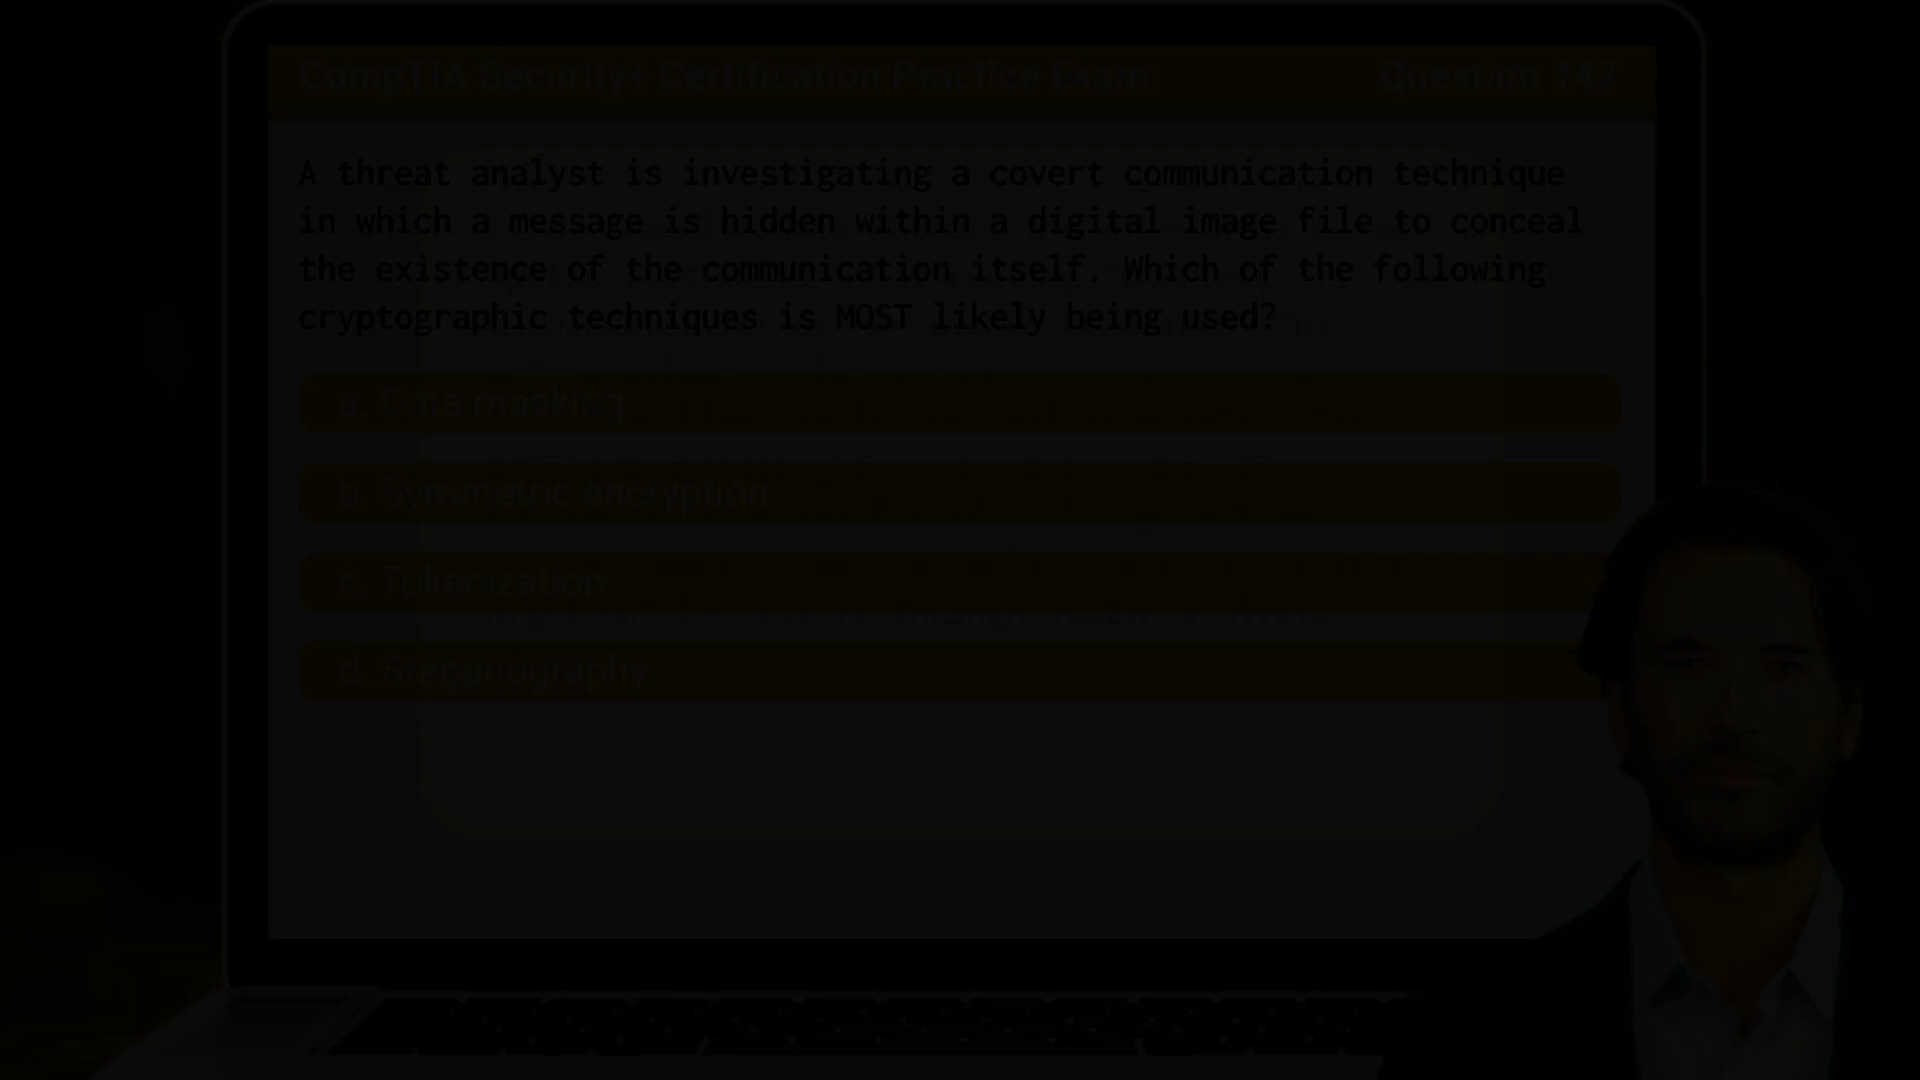 CompTIA Security+ Certification Practice Exam: Question 147
A threat analyst is investigating a covert communication technique
in which a message is hidden within a digital image file to conceal
the existence of the communication itself. Which of the following
cryptographic techniques is MOST likely being used?
a. Data masking
b. Symmetric encryption
c. Tokenization
d. Steganography